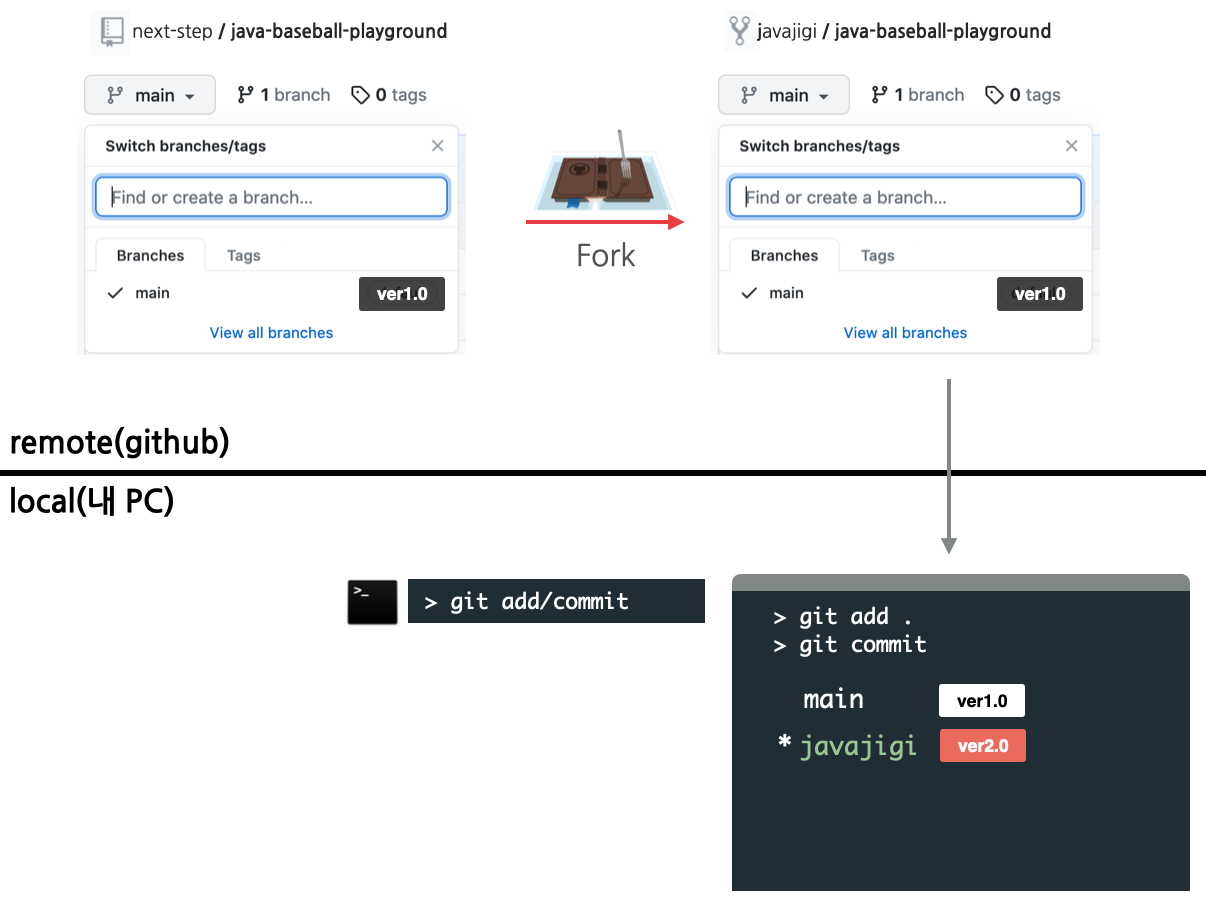 next-step / java-baseball-playground
main
1 branch
0 tags
Switch branches/tags
Find or create a branch...
Branches
Tags
main
ver1.0
View all branches
Fork
javajigi / java-baseball-playground
main
1 branch
0 tags
Switch branches/tags
Find or create a branch...
Branches
Tags
main
ver1.0
View all branches
remote(github)
local(내 PC)
>_
> git add/commit
> git add .
> git commit
main
ver1.0
* javajigi
ver2.0